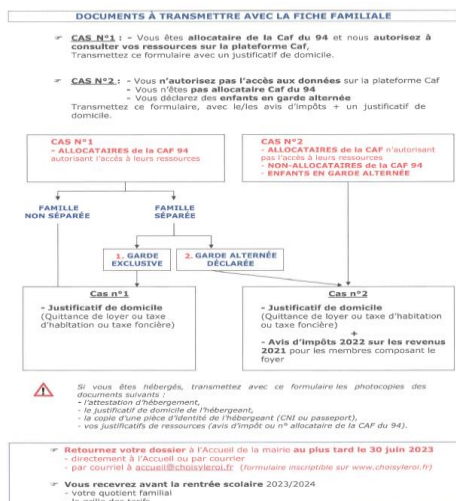 DOCUMENTS À TRANSMETTRE AVEC LA FICHE FAMILIALE
☞ CAS N°1 : - Vous êtes allocataire de la Caf du 94 et nous autorisez à
consulter vos ressources sur la plateforme Caf,
Transmettez ce formulaire avec un justificatif de domicile.
☞ CAS N°2 : - Vous n'autorisez pas l'accès aux données sur la plateforme Caf
- Vous n'êtes pas allocataire Caf du 94
- Vous déclarez des enfants en garde alternée
Transmettez ce formulaire, avec le/les avis d'impôts + un justificatif de
domicile.
CAS N°1
- ALLOCATAIRES de la CAF 94
autorisant l'accès à leurs ressources
CAS N°2
- ALLOCATAIRES de la CAF n'autorisant
pas l'accès à leurs ressources
- NON-ALLOCATAIRES de la CAF 94
- ENFANTS EN GARDE ALTERNÉE
FAMILLE
NON SÉPARÉE
FAMILLE
SÉPARÉE
1. GARDE
EXCLUSIVE
2. GARDE ALTERNÉE
DÉCLARÉE
Cas n°1
- Justificatif de domicile
(Quittance de loyer ou taxe
d'habitation ou taxe foncière)
Cas n°2
- Justificatif de domicile
(Quittance de loyer ou taxe d'habitation
ou taxe foncière)
+
- Avis d'impôts 2022 sur les revenus
2021 pour les membres composant le
foyer
Si vous êtes hébergés, transmettez avec ce formulaire les photocopies des
documents suivants :
- l'attestation d'hébergement,
- le justificatif de domicile de l'hébergeant,
- la copie d'une pièce d'identité de l'hébergeant (CNI ou passeport),
- vos justificatifs de ressources (avis d'impôt ou n° allocataire de la CAF du 94).
☞ Retournez votre dossier à l'Accueil de la mairie au plus tard le 30 juin 2023
- directement à l'Accueil ou par courrier
- par courriel à accueil@choisyleroi.fr (formulaire inscriptible sur www.choisyleroi.fr)
☞ Vous recevrez avant la rentrée scolaire 2023/2024
- votre quotient familial
- la grille des tarifs